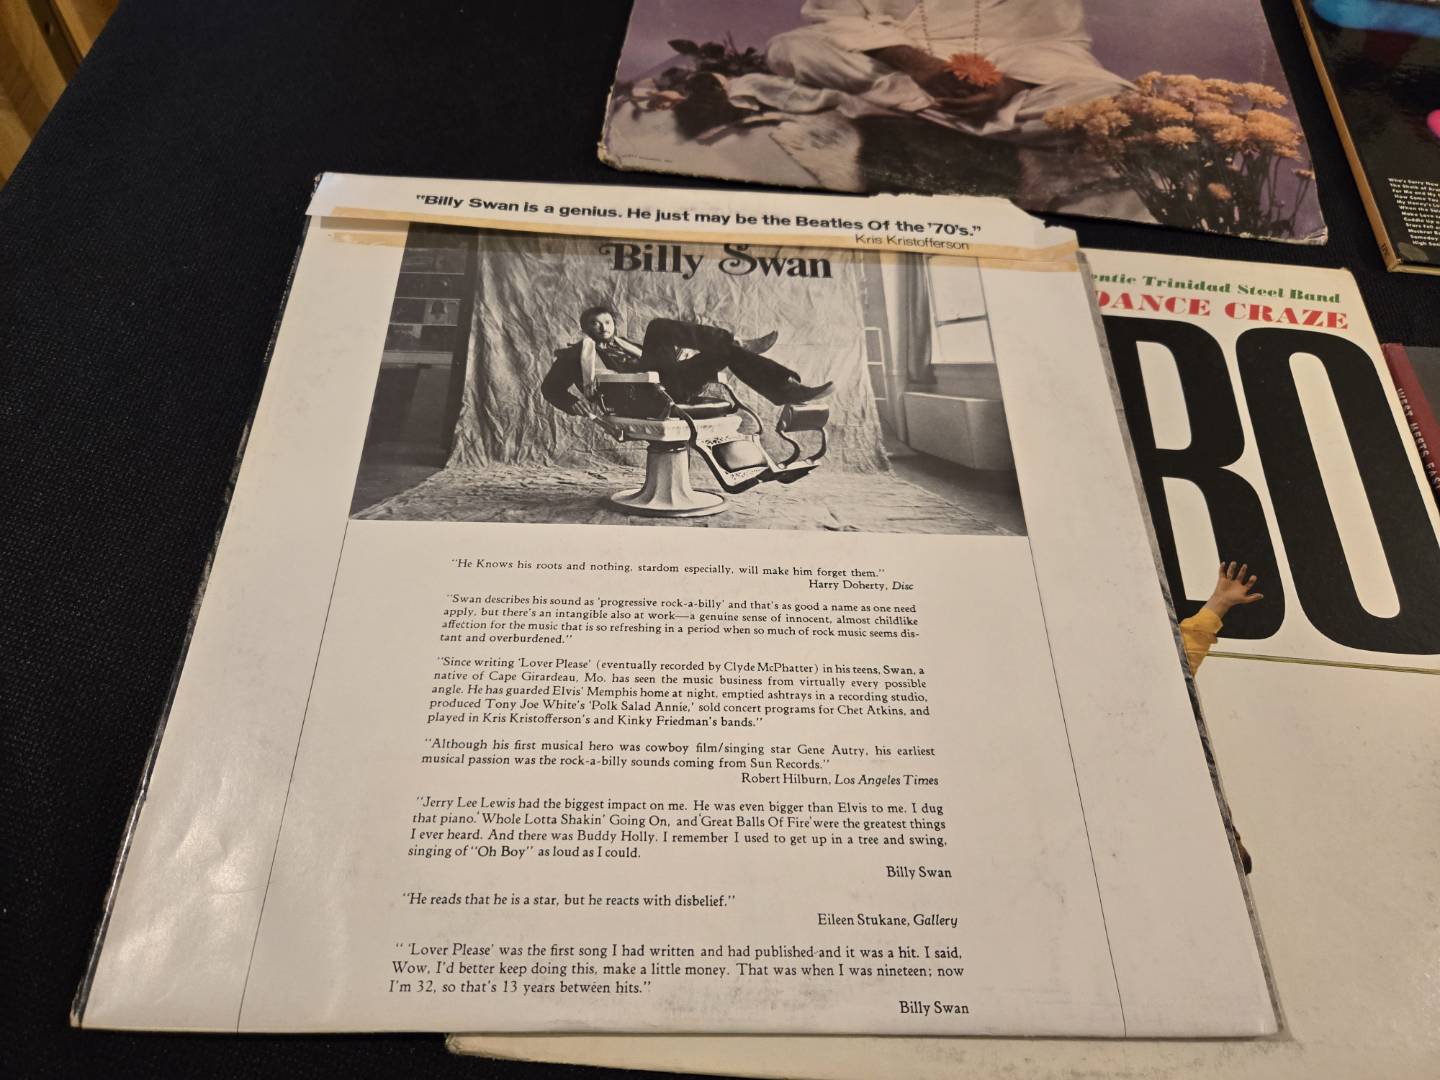 "Billy Swan is a genius. He just may be the Beatles Of the '70's."
Kris Kristofferson
Billy Swan
"He Knows his roots and nothing, stardom especially, will make him forget them."
Harry Doherty, Disc
"Swan describes his sound as 'progressive rock-a-billy' and that's as good a name as one need
apply, but there's an intangible also at work—a genuine sense of innocent, almost childlike
affection for the music that is so refreshing in a period when so much of rock music seems dis-
tant and overburdened."
"Since writing 'Lover Please' (eventually recorded by Clyde McPhatter) in his teens, Swan, a
native of Cape Girardeau, Mo. has seen the music business from virtually every possible
angle. He has guarded Elvis' Memphis home at night, emptied ashtrays in a recording studio,
produced Tony Joe White's 'Polk Salad Annie,' sold concert programs for Chet Atkins, and
played in Kris Kristofferson's and Kinky Friedman's bands."
"Although his first musical hero was cowboy film/singing star Gene Autry, his earliest
musical passion was the rock-a-billy sounds coming from Sun Records."
Robert Hilburn, Los Angeles Times
"Jerry Lee Lewis had the biggest impact on me. He was even bigger than Elvis to me. I dug
that piano.' Whole Lotta Shakin' Going On, and 'Great Balls Of Fire' were the greatest things
I ever heard. And there was Buddy Holly. I remember I used to get up in a tree and swing,
singing of "Oh Boy" as loud as I could.
Billy Swan
"He reads that he is a star, but he reacts with disbelief."
Eileen Stukane, Gallery
" 'Lover Please' was the first song I had written and had published-and it was a hit. I said,
Wow, I'd better keep doing this, make a little money. That was when I was nineteen; now
I'm 32, so that's 13 years between hits."
Billy Swan
entic Trinidad Steel Band
DANCE CRAZE
BO